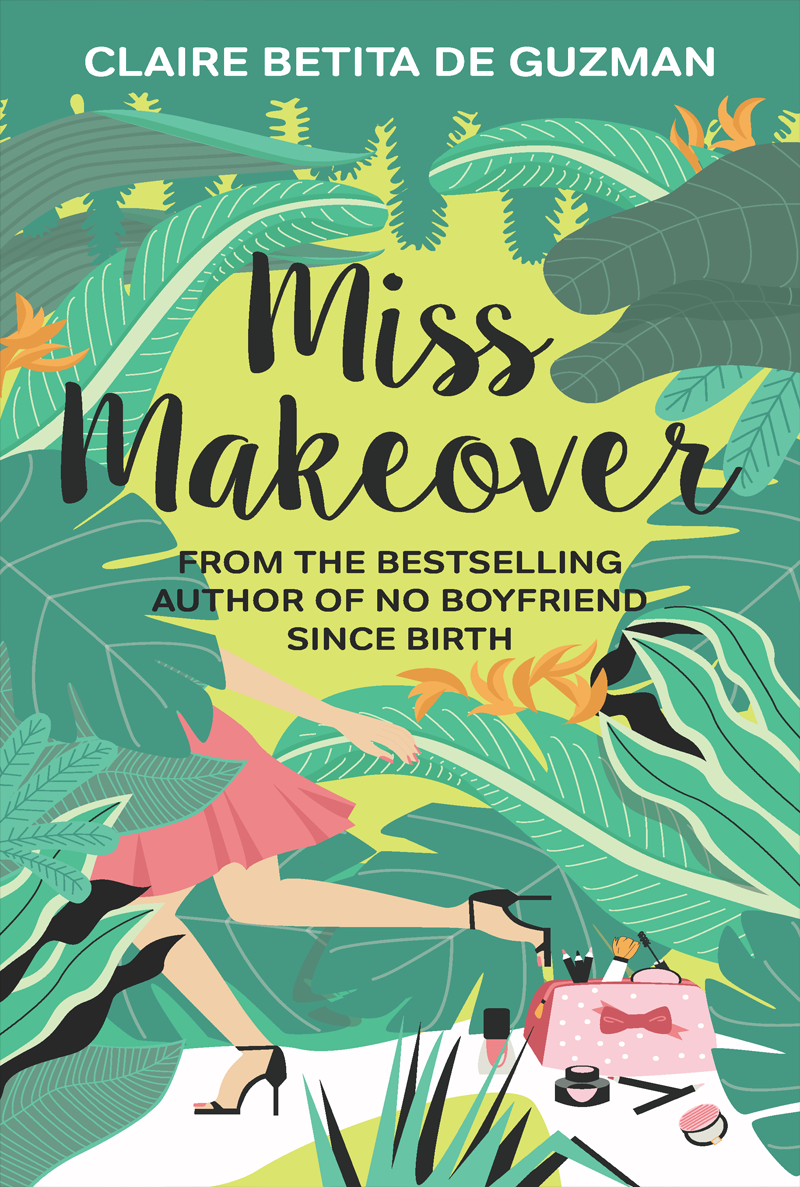 CLAIRE BETITA DE GUZMAN
Miss
Makeover
FROM THE BESTSELLING
AUTHOR OF NO BOYFRIEND
SINCE BIRTH